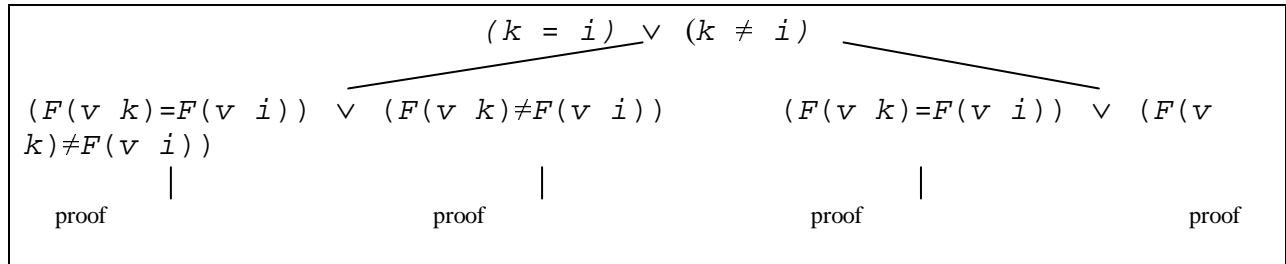 (k = i) ∨ (k ≠ i)
(F(v k)=F(v i)) ∨ (F(v k)≠F(v i)) (F(v k)=F(v i)) ∨ (F(v
k)≠F(v i))
proof proof proof proof